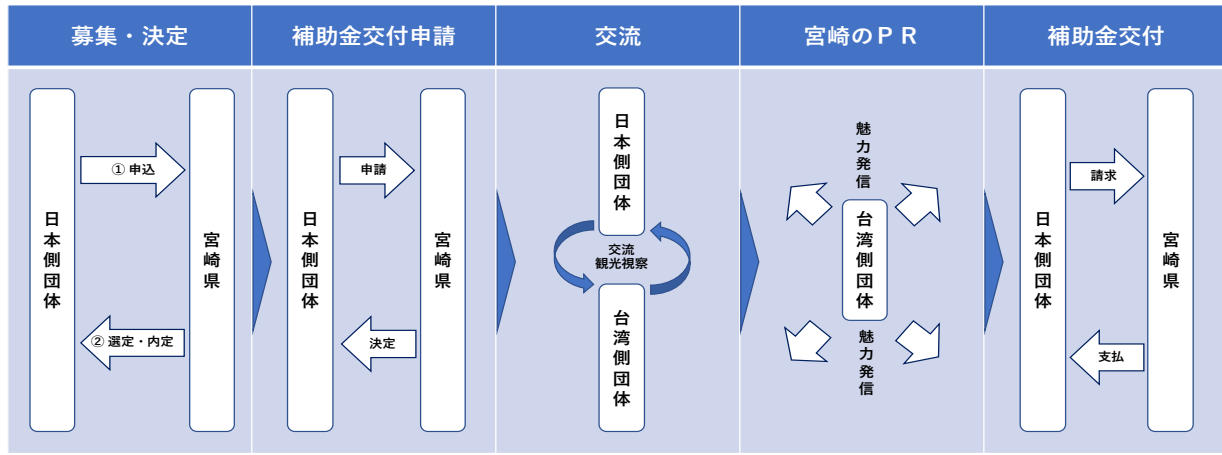 募集・決定
補助金交付申請
交流
宮崎のＰＲ
補助金交付
日本側団体
① 申込
② 選定・内定
宮崎県
日本側団体
申請
決定
宮崎県
日本側団体
交流
観光視察
台湾側団体
魅力発信
台湾側団体
魅力発信
日本側団体
請求
支払
宮崎県